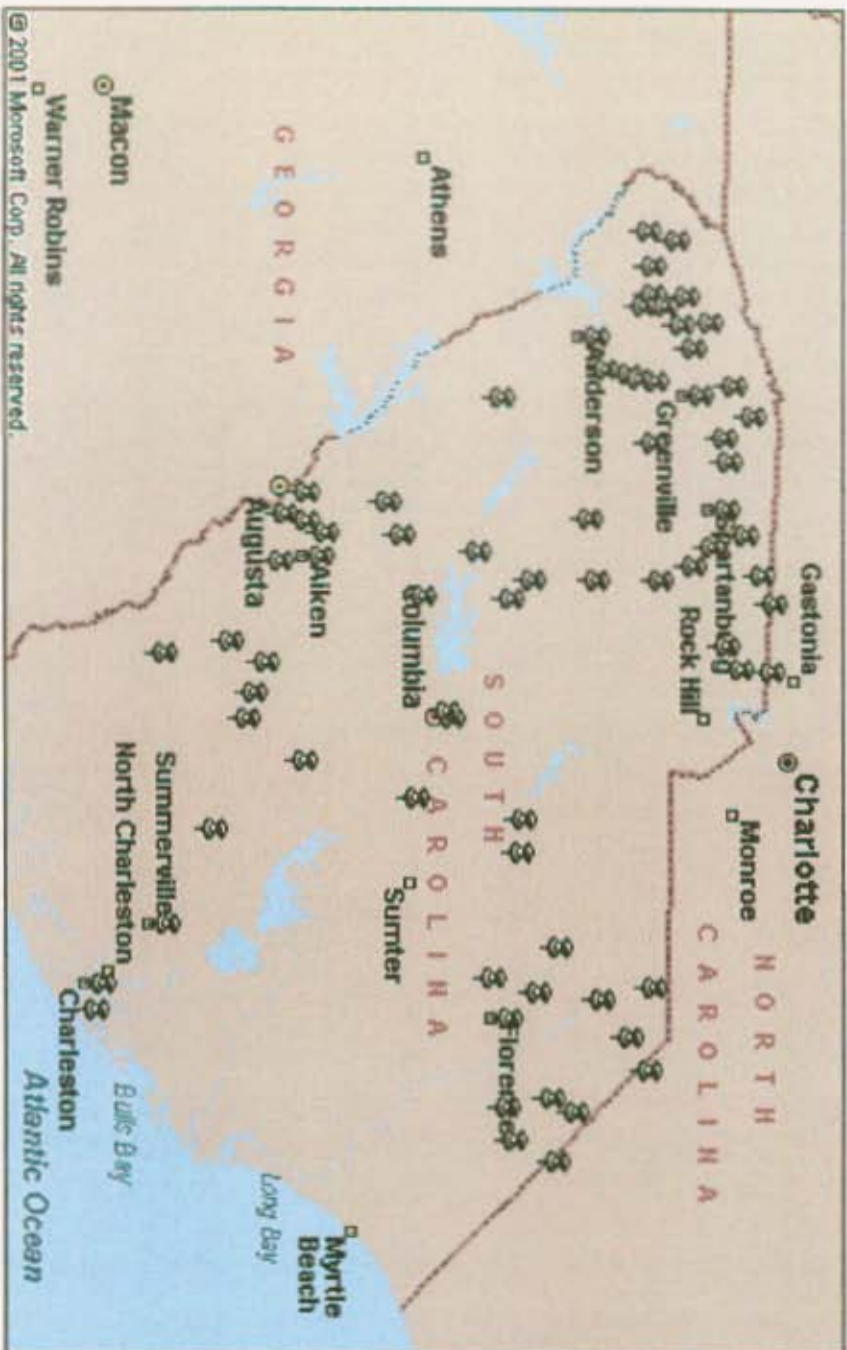 Gastonia
Charlotte
Monroe
NORTH
CAROLINA
Spartanburg
Rock Hill
Greenville
Anderson
Athens
SOUTH
CAROLINA
Columbia
Sumter
Florence
GEORGIA
Aiken
Augusta
Macon
Warner Robins
Summerville
North Charleston
Charleston
Myrtle
Beach
Long Bay
Bulls Bay
Atlantic Ocean
© 2001 Microsoft Corp. All rights reserved.